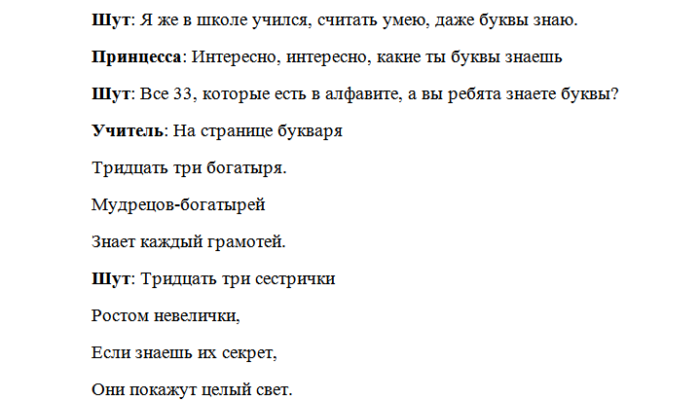 Шут: Я же в школе учился, считать умею, даже буквы знаю.
Принцесса: Интересно, интересно, какие ты буквы знаешь
Шут: Все 33, которые есть в алфавите, а вы ребята знаете буквы?
Учитель: На странице букваря
Тридцать три богатыря.
Мудрецов-богатырей
Знает каждый грамотей.
Шут: Тридцать три сестрички
Ростом невелички,
Если знаешь их секрет,
Они покажут целый свет.